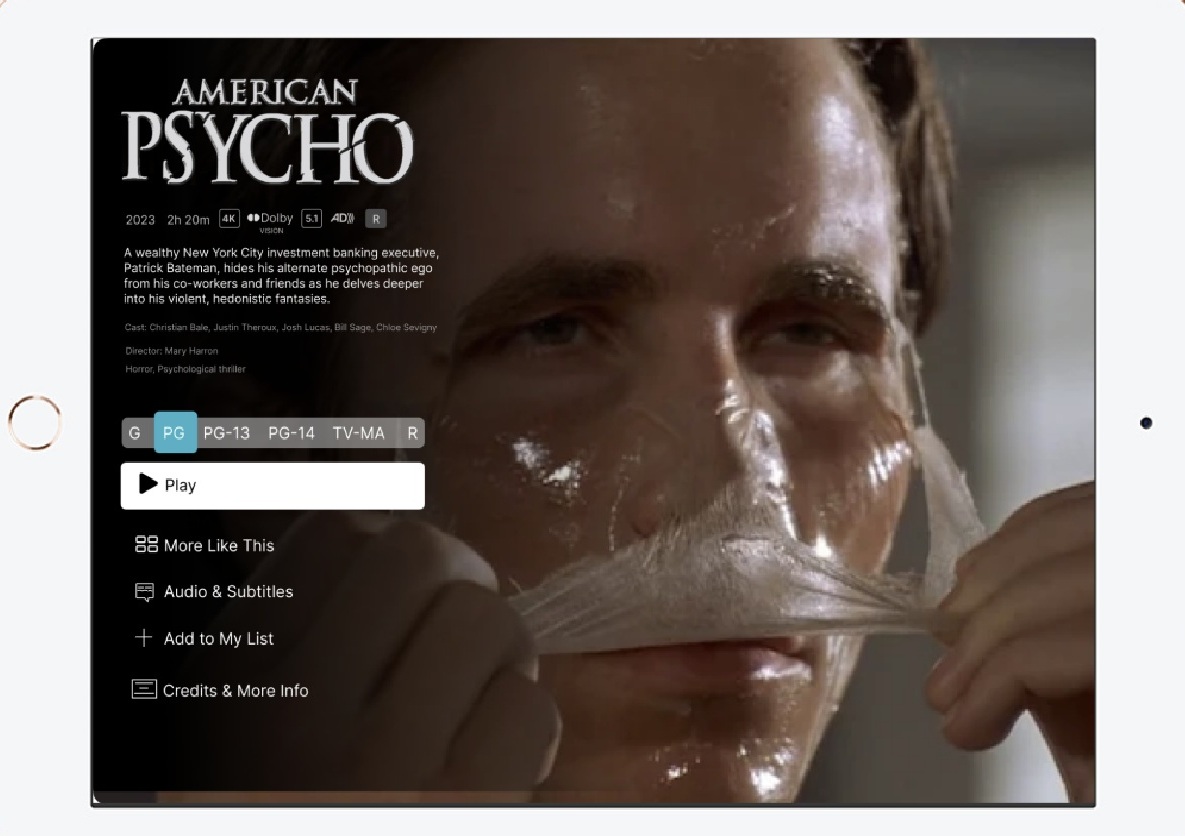 AMERICAN
PSYCHO
2023 2h 20m 4K Dolby VISION 5.1 AD R
A wealthy New York City investment banking executive,
Patrick Bateman, hides his alternate psychopathic ego
from his co-workers and friends as he delves deeper
into his violent, hedonistic fantasies.
Cast: Christian Bale, Justin Theroux, Josh Lucas, Bill Sage, Chloe Sevigny
Director: Mary Harron
Horror, Psychological thriller
G PG PG-13 PG-14 TV-MA R
Play
More Like This
Audio & Subtitles
Add to My List
Credits & More Info